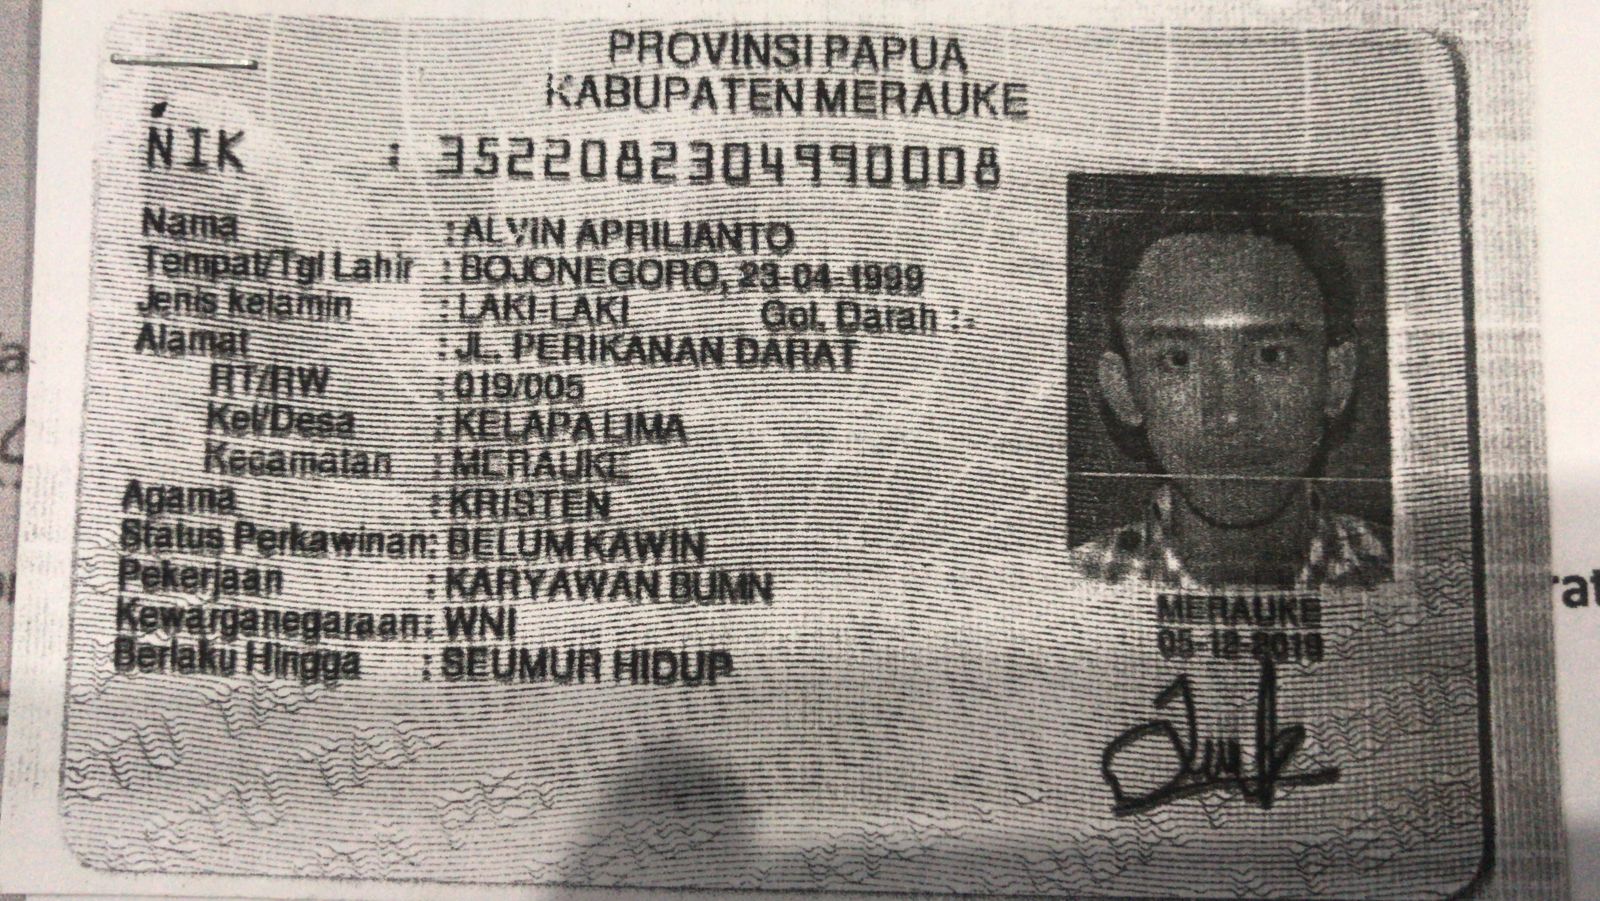 PROVINSI PAPUA
KABUPATEN MERAUKE
NIK : 3522082304990008
Nama : ALVIN APRILIANTO
Tempat/Tgl Lahir : BOJONEGORO, 23-04-1999
Jenis kelamin : LAKI-LAKI Gol. Darah :-
Alamat : JL. PERIKANAN DARAT
RT/RW : 019/005
Kel/Desa : KELAPA LIMA
Kecamatan : MERAUKE
Agama : KRISTEN
Status Perkawinan: BELUM KAWIN
Pekerjaan : KARYAWAN BUMN
Kewarganegaraan: WNI
Berlaku Hingga : SEUMUR HIDUP
MERAUKE
05-12-2019